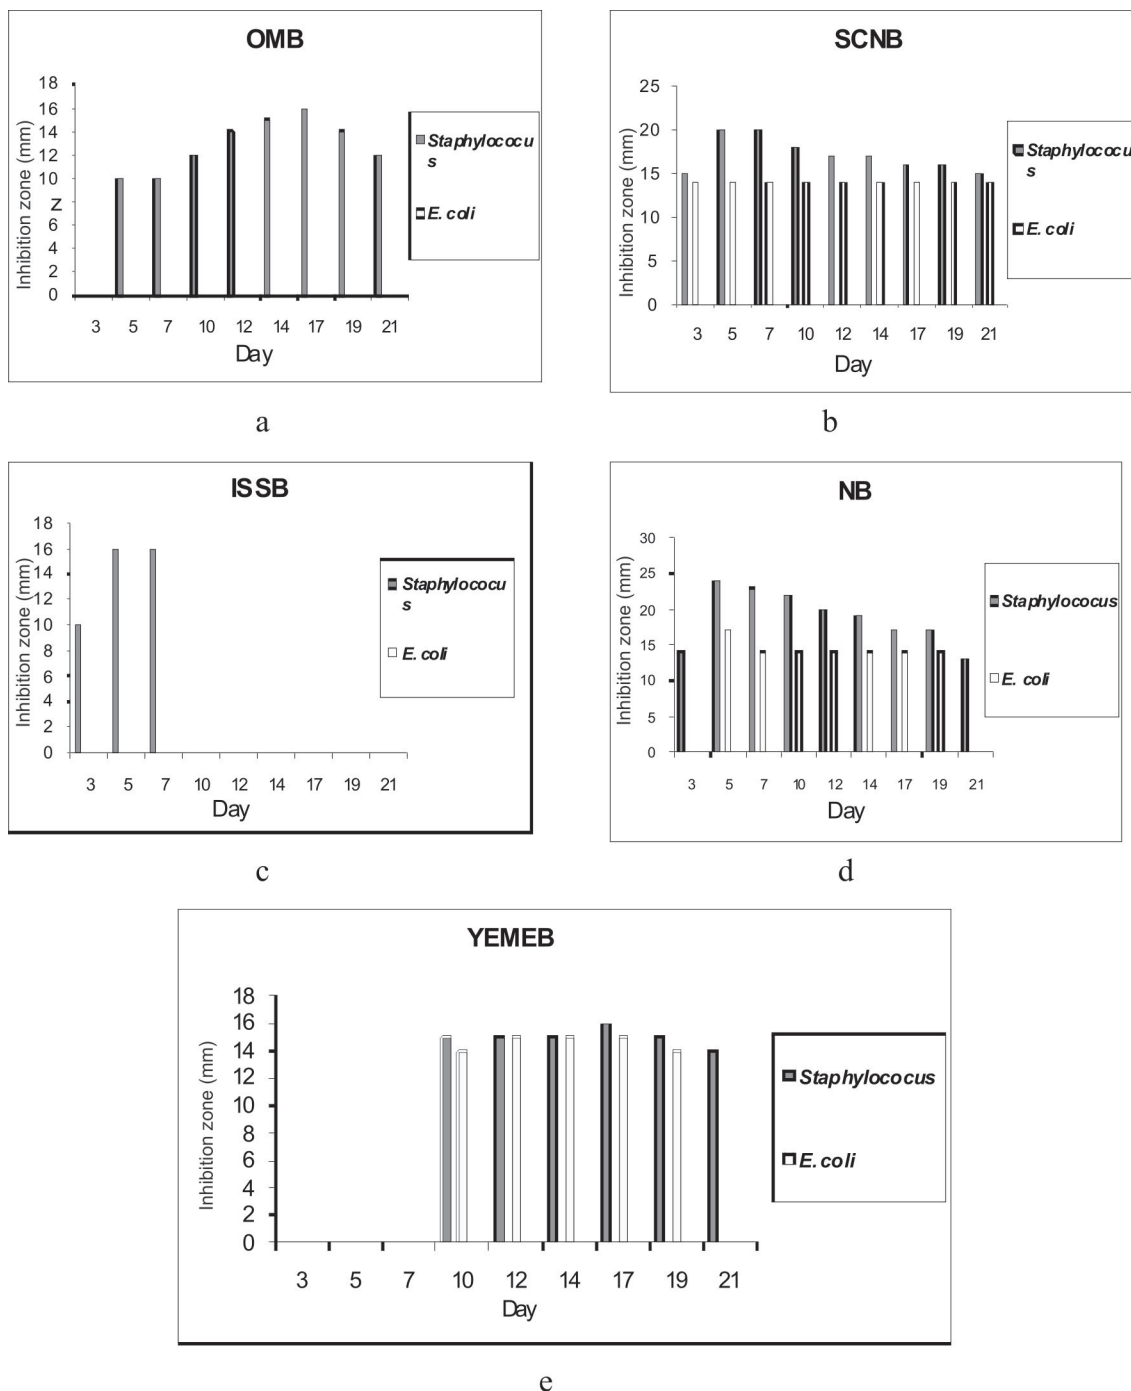 OMB
18
16
14
12
10
Z
6
4
2
0
Inhibition zone (mm)
3 5 7 10 12 14 17 19 21
Day
Staphylococu
s
E. coli
a
SCNB
25
20
15
10
5
0
Inhibition zone (mm)
3 5 7 10 12 14 17 19 21
Day
Staphylococu
s
E. coli
b
ISSB
18
16
14
12
10
8
6
4
2
0
Inhibition zone (mm)
3 5 7 10 12 14 17 19 21
Day
Staphylococu
s
E. coli
c
NB
30
25
20
15
10
5
0
Inhibition zone (mm)
3 5 7 10 12 14 17 19 21
Day
Staphylococus
E. coli
d
YEMEB
18
16
14
12
10
8
6
4
2
0
Inhibition zone (mm)
3 5 7 10 12 14 17 19 21
Day
Staphylococus
E. coli
e